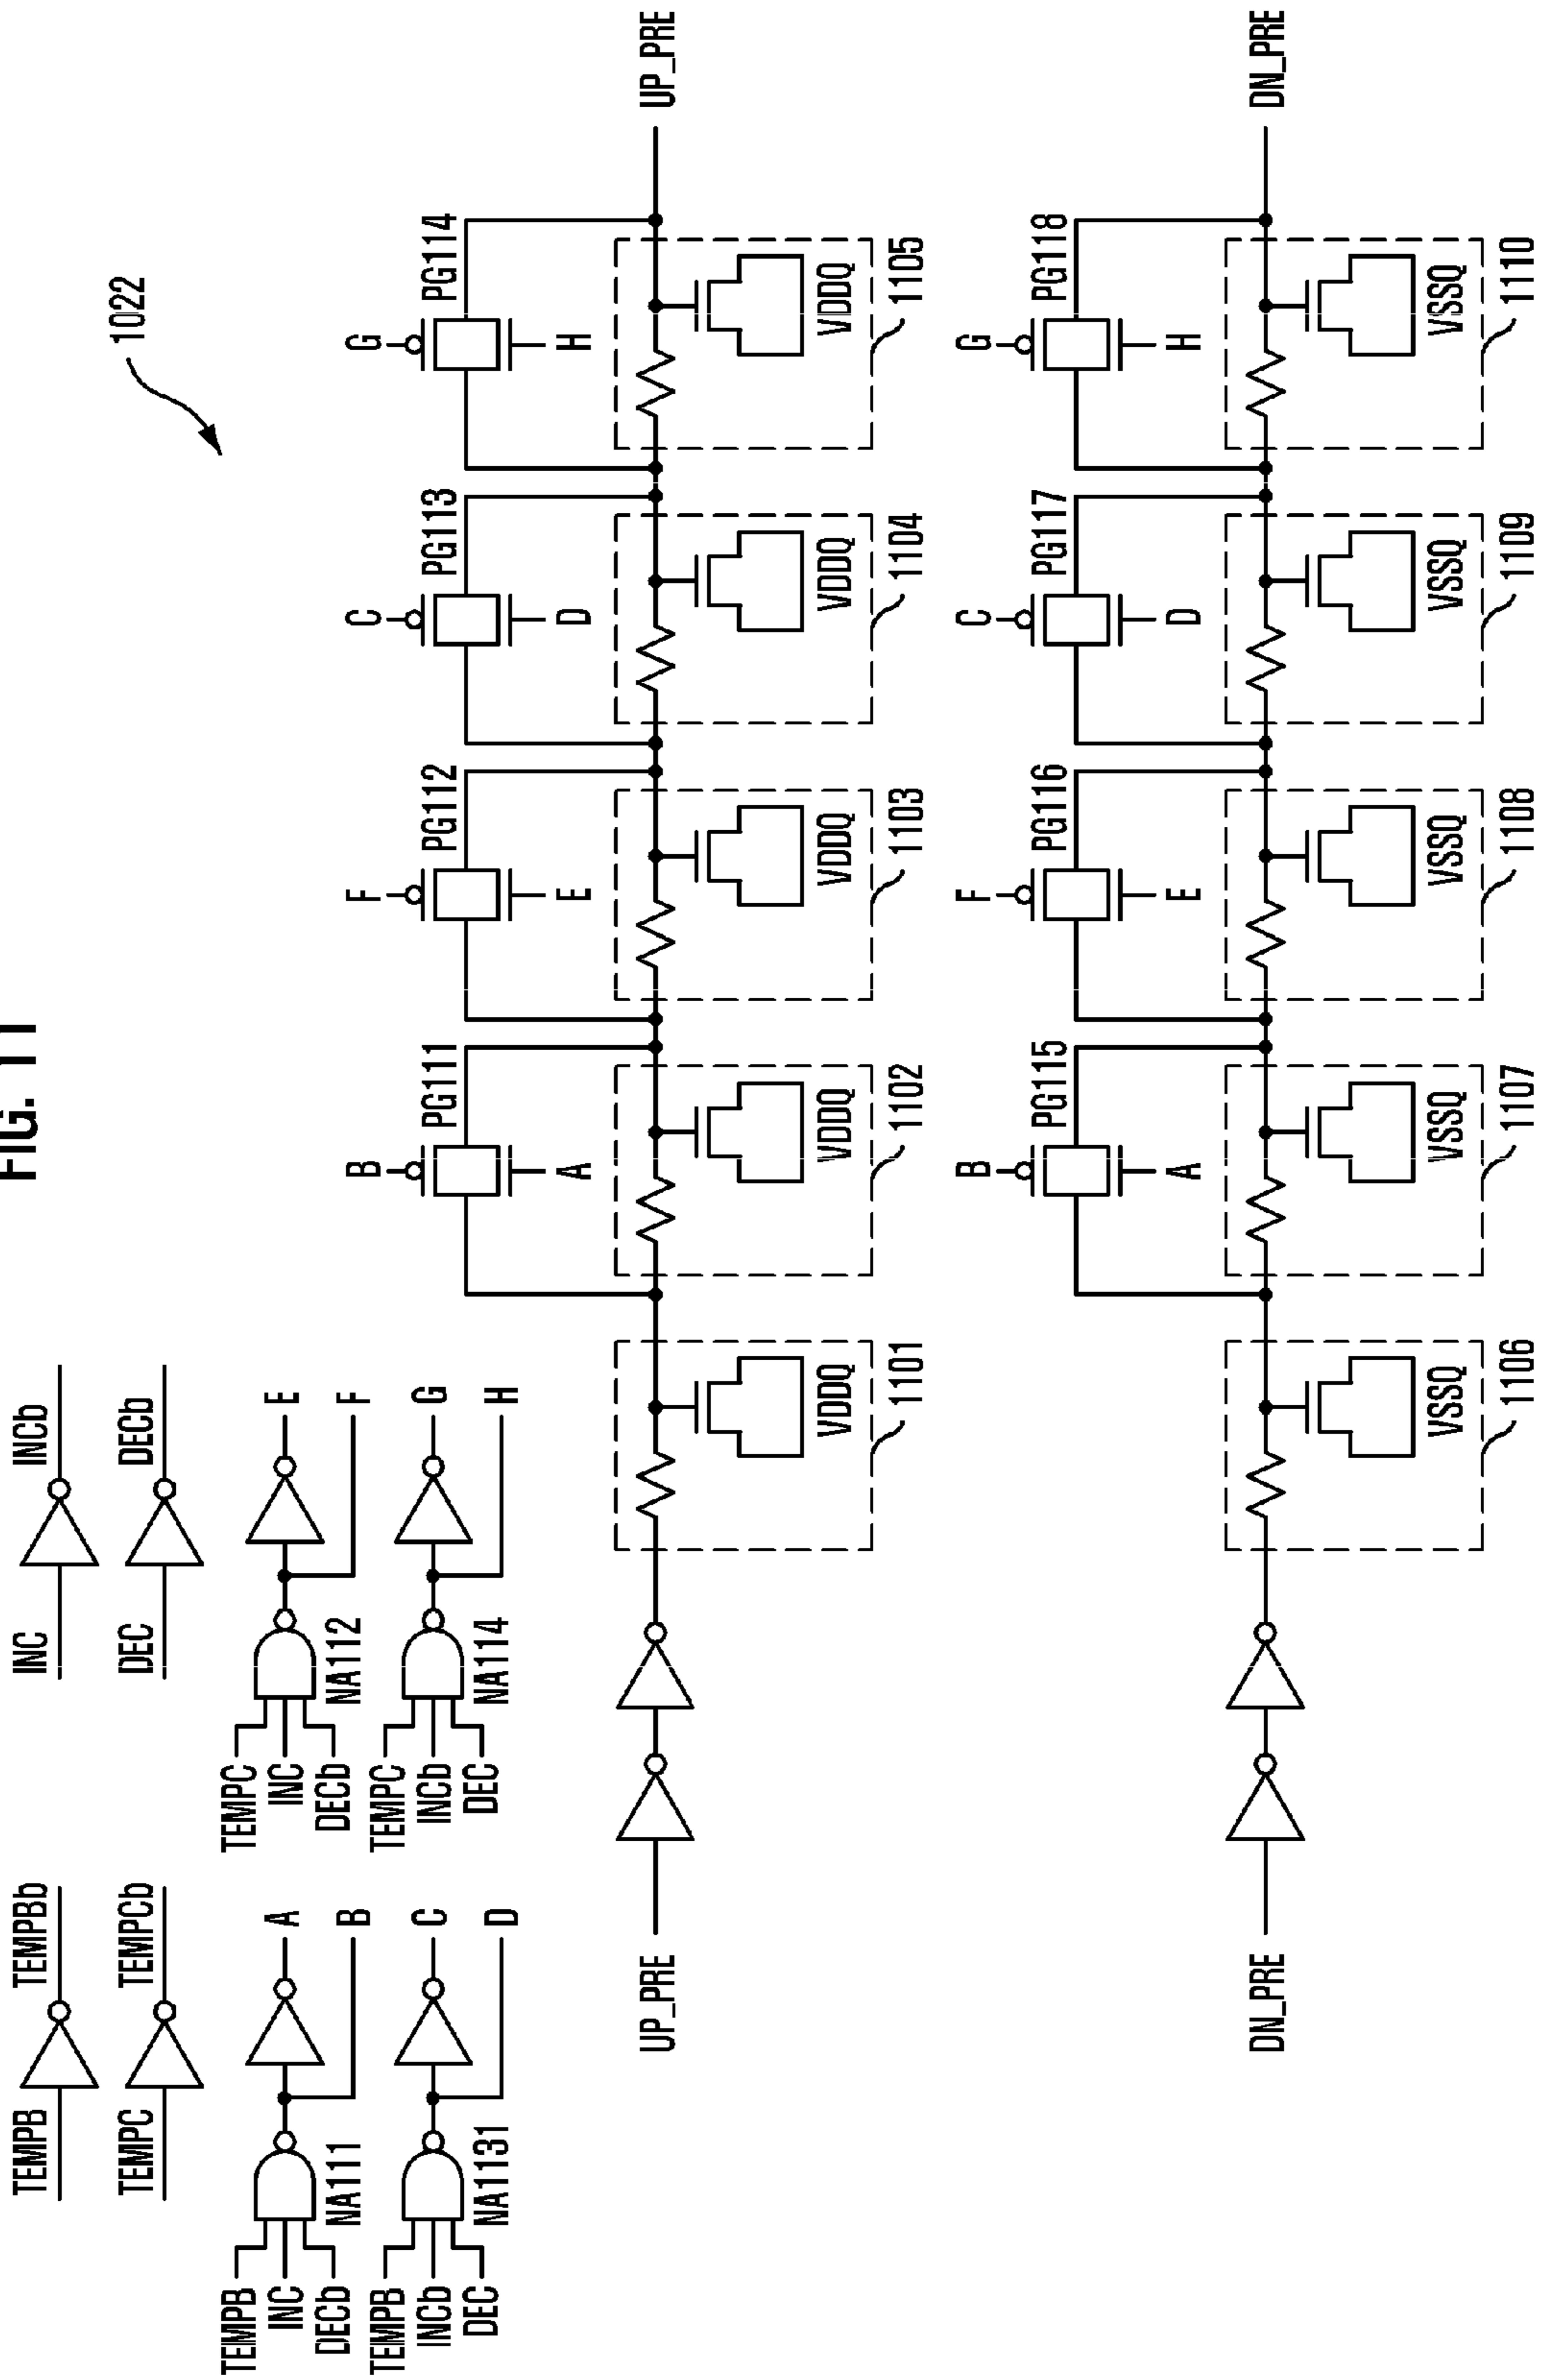 FIG. 11
1022
TEMPB
TEMPBb
INC
INCb
TEMPC
TEMPCb
DEC
DECb
TEMPB
INC
DECb
NA111
A
B
TEMPC
INC
DECb
NA112
E
F
TEMPB
INCb
DEC
NA1131
C
D
TEMPC
INCb
DEC
NA114
G
H
B
PG111
A
F
PG112
E
C
PG113
D
G
PG114
H
UP_PRE
UP_PRE
VDDQ
VDDQ
VDDQ
VDDQ
VDDQ
1101
1102
1103
1104
1105
B
PG115
A
F
PG116
E
C
PG117
D
G
PG118
H
DN_PRE
DN_PRE
VSSQ
VSSQ
VSSQ
VSSQ
VSSQ
1106
1107
1108
1109
1110